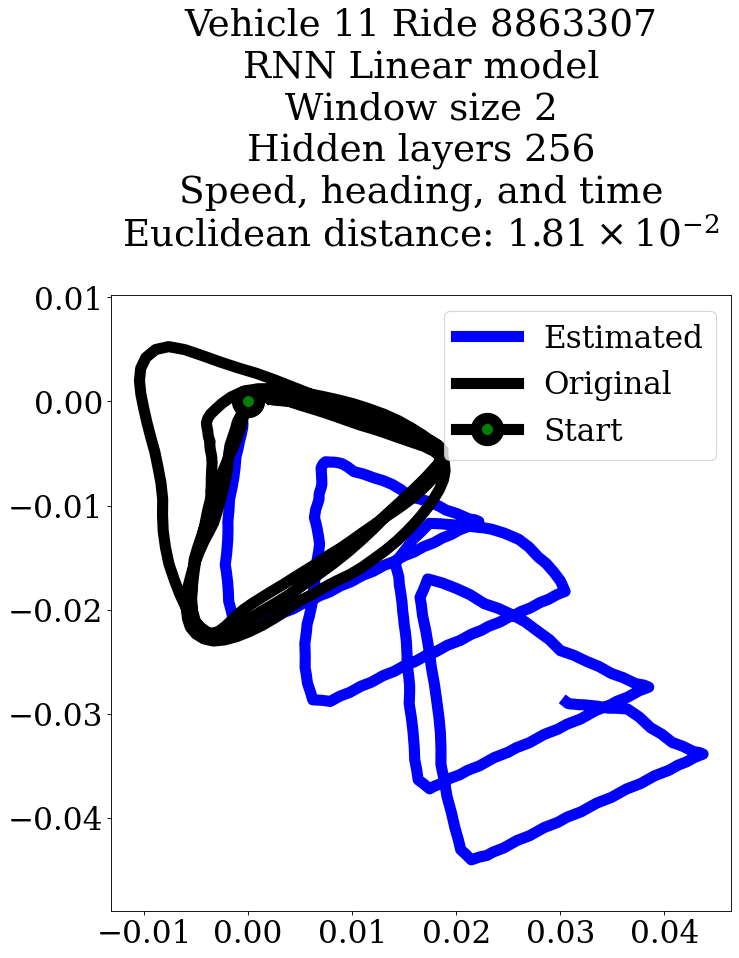 Vehicle 11 Ride 8863307
RNN Linear model
Window size 2
Hidden layers 256
Speed, heading, and time
Euclidean distance: 1.81 × 10⁻²
Estimated
Original
Start
0.01
0.00
−0.01
−0.02
−0.03
−0.04
−0.01 0.00 0.01 0.02 0.03 0.04